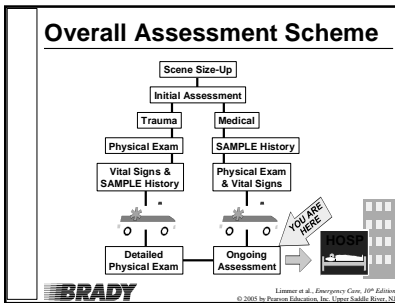 Overall Assessment Scheme
Scene Size-Up
Initial Assessment
Trauma
Medical
Physical Exam
SAMPLE History
Vital Signs &
SAMPLE History
Physical Exam
& Vital Signs
YOU ARE
HERE
HOSP
Detailed
Physical Exam
Ongoing
Assessment
BRADY
Limmer et al., Emergency Care, 10th Edition
© 2005 by Pearson Education, Inc. Upper Saddle River, NJ